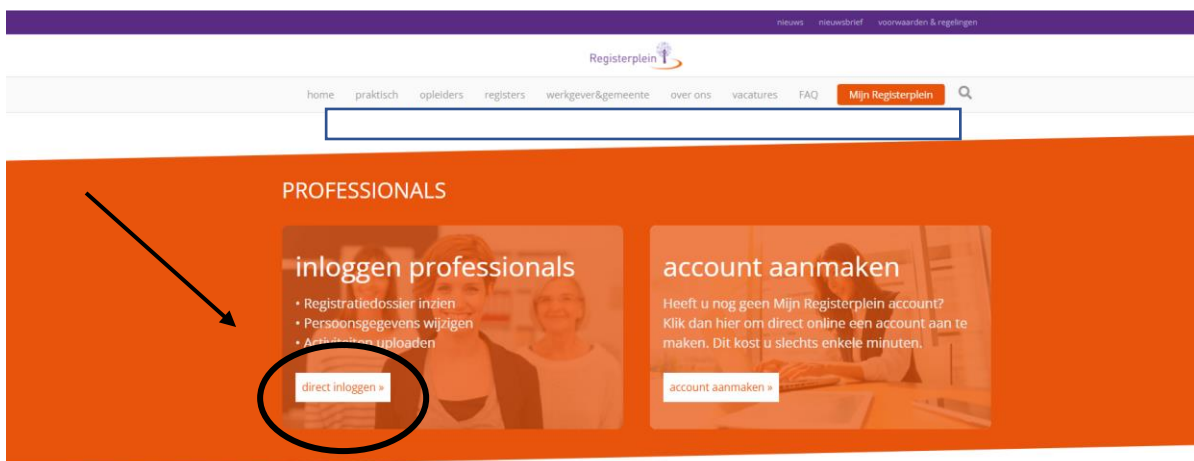 nieuws nieuwsbrief voorwaarden & regelingen
Registerplein
home praktisch opleiders registers werkgever&gemeente over ons vacatures FAQ Mijn Registerplein
PROFESSIONALS
inloggen professionals
• Registratiedossier inzien
• Persoonsgegevens wijzigen
• Activiteiten uploaden
direct inloggen »
account aanmaken
Heeft u nog geen Mijn Registerplein account?
Klik dan hier om direct online een account aan te
maken. Dit kost u slechts enkele minuten.
account aanmaken »